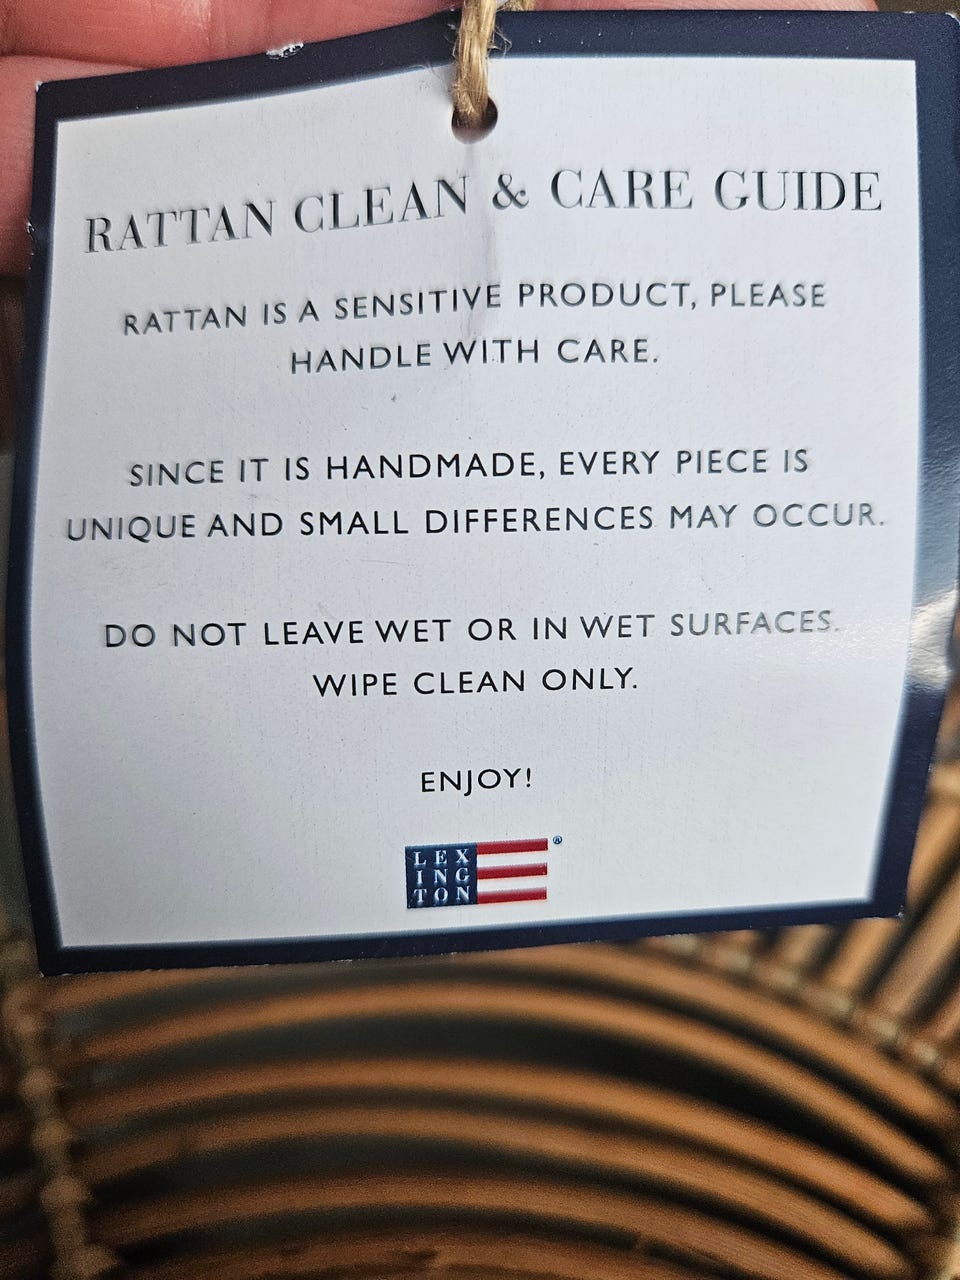 RATTAN CLEAN & CARE GUIDE
RATTAN IS A SENSITIVE PRODUCT, PLEASE
HANDLE WITH CARE.
SINCE IT IS HANDMADE, EVERY PIECE IS
UNIQUE AND SMALL DIFFERENCES MAY OCCUR.
DO NOT LEAVE WET OR IN WET SURFACES.
WIPE CLEAN ONLY.
ENJOY!
LEX
ING
TON
®